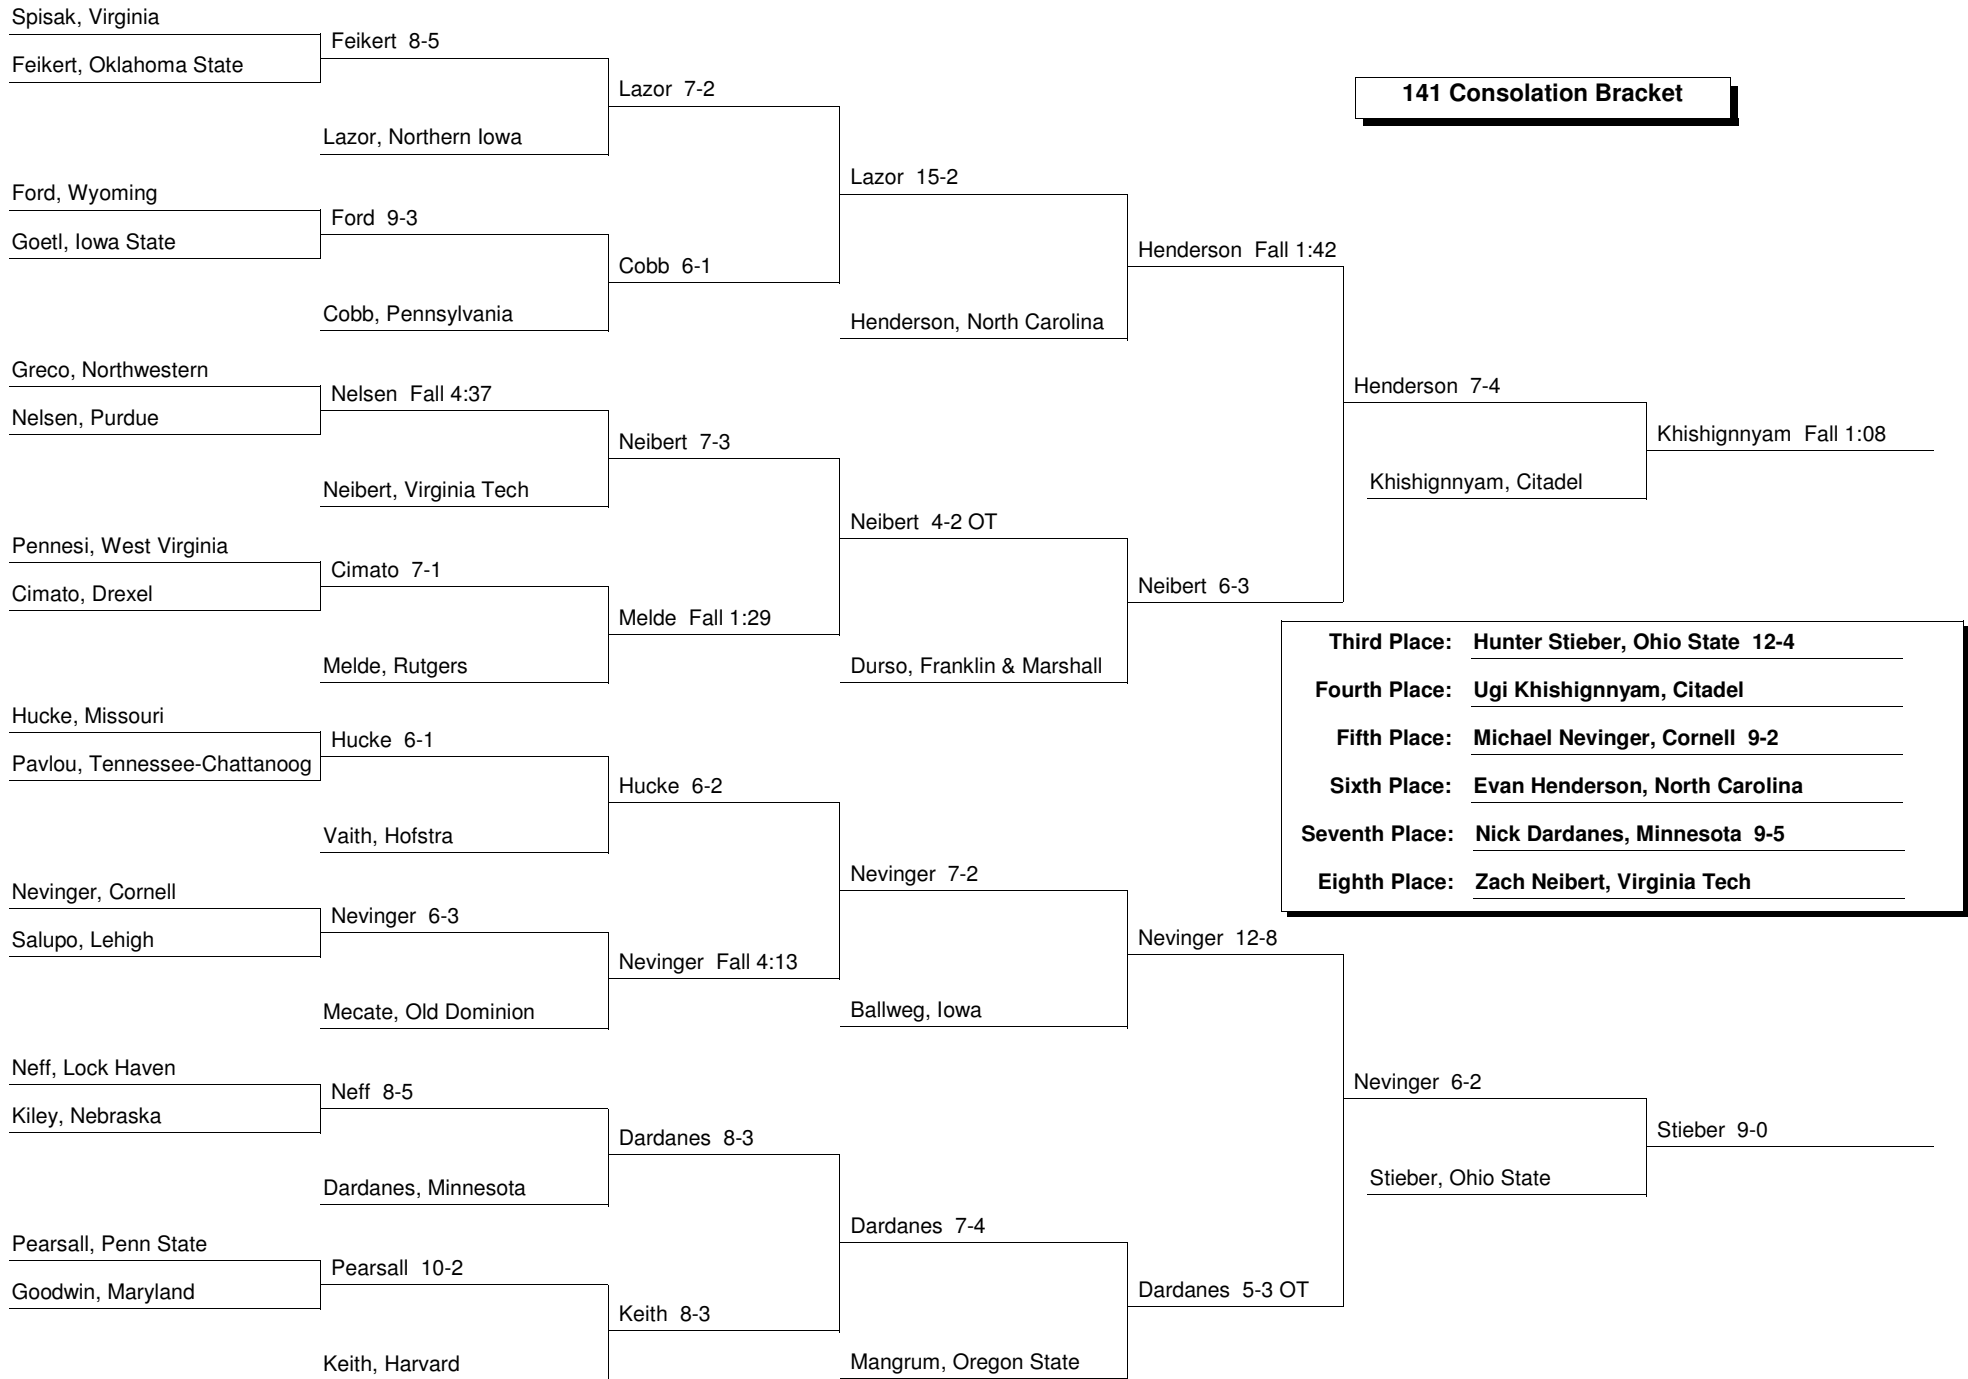 Spisak, Virginia
Feikert 8-5
Feikert, Oklahoma State
Lazor 7-2
141 Consolation Bracket
Lazor, Northern Iowa
Lazor 15-2
Ford, Wyoming
Ford 9-3
Goetl, Iowa State
Henderson Fall 1:42
Cobb 6-1
Cobb, Pennsylvania
Henderson, North Carolina
Greco, Northwestern
Henderson 7-4
Nelsen Fall 4:37
Nelsen, Purdue
Khishignnyam Fall 1:08
Neibert 7-3
Khishignnyam, Citadel
Neibert, Virginia Tech
Neibert 4-2 OT
Pennesi, West Virginia
Cimato 7-1
Neibert 6-3
Cimato, Drexel
Melde Fall 1:29
Third Place: Hunter Stieber, Ohio State 12-4
Melde, Rutgers
Durso, Franklin & Marshall
Fourth Place: Ugi Khishignnyam, Citadel
Hucke, Missouri
Hucke 6-1
Fifth Place: Michael Nevinger, Cornell 9-2
Pavlou, Tennessee-Chattanoog
Hucke 6-2
Sixth Place: Evan Henderson, North Carolina
Vaith, Hofstra
Seventh Place: Nick Dardanes, Minnesota 9-5
Nevinger 7-2
Eighth Place: Zach Neibert, Virginia Tech
Nevinger, Cornell
Nevinger 6-3
Salupo, Lehigh
Nevinger 12-8
Nevinger Fall 4:13
Mecate, Old Dominion
Ballweg, Iowa
Neff, Lock Haven
Nevinger 6-2
Neff 8-5
Kiley, Nebraska
Stieber 9-0
Dardanes 8-3
Stieber, Ohio State
Dardanes, Minnesota
Dardanes 7-4
Pearsall, Penn State
Pearsall 10-2
Dardanes 5-3 OT
Goodwin, Maryland
Keith 8-3
Keith, Harvard
Mangrum, Oregon State